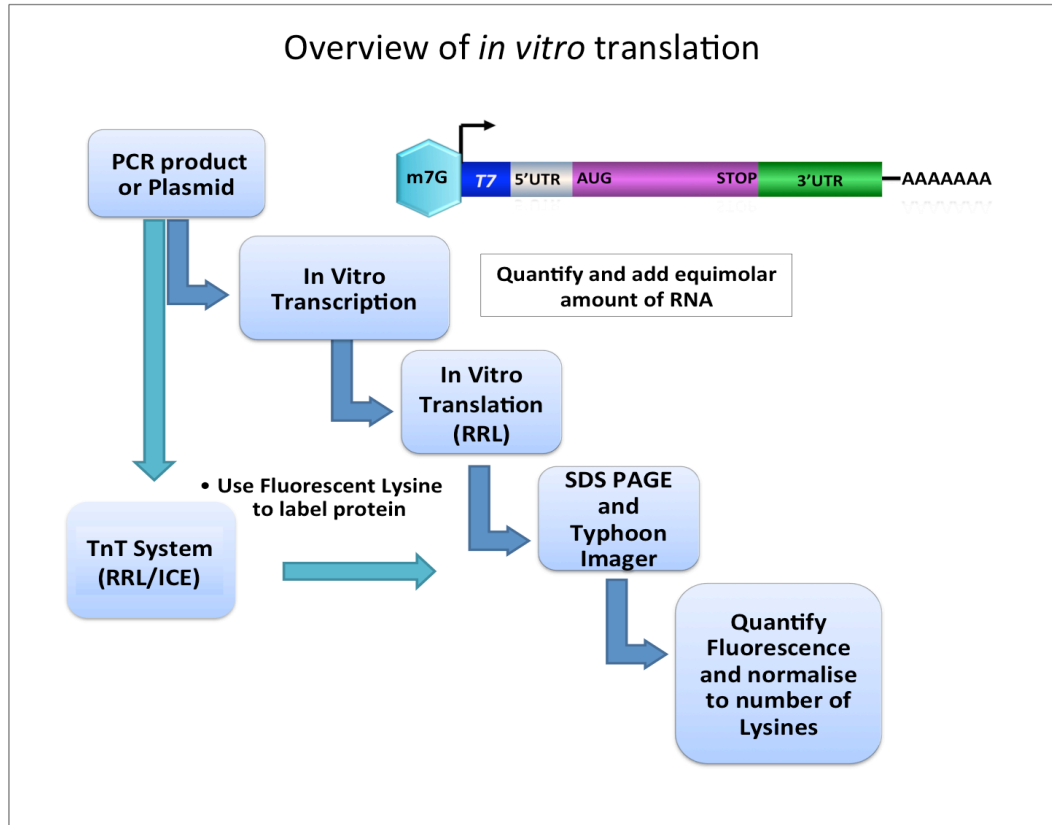 Overview of in vitro translation
PCR product
or Plasmid
m7G T7 5'UTR AUG STOP 3'UTR AAAAAAA
In Vitro
Transcription
Quantify and add equimolar
amount of RNA
In Vitro
Translation
(RRL)
• Use Fluorescent Lysine
to label protein
SDS PAGE
and
Typhoon
Imager
TnT System
(RRL/ICE)
Quantify
Fluorescence
and normalise
to number of
Lysines